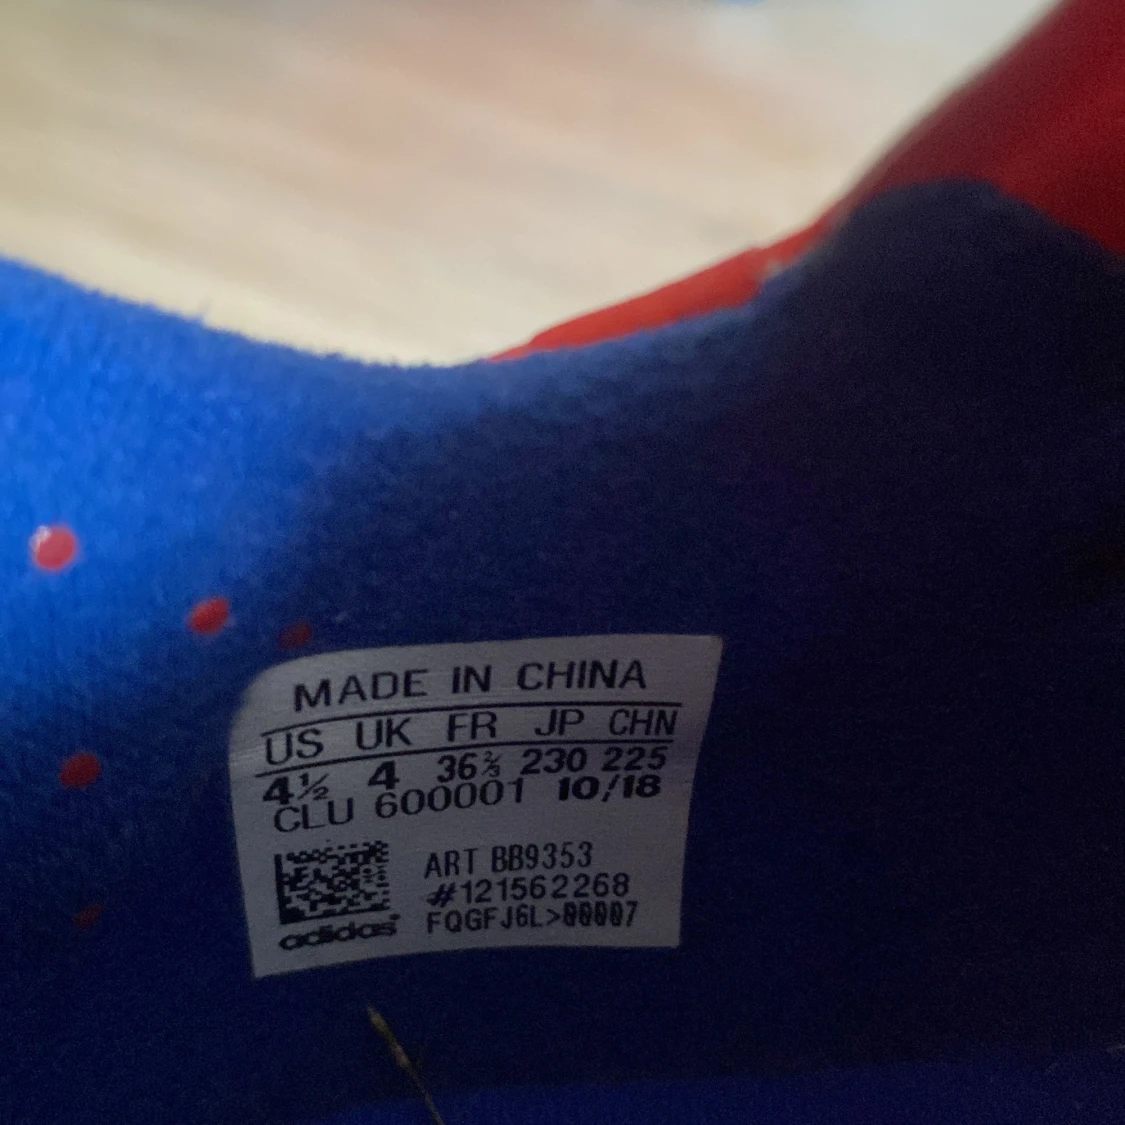 MADE IN CHINA
US UK FR JP CHN
4½ 4 36⅔ 230 225
CLU 600001 10/18
ART BB9353
#121562268
FQGFJ6L>00007
adidas